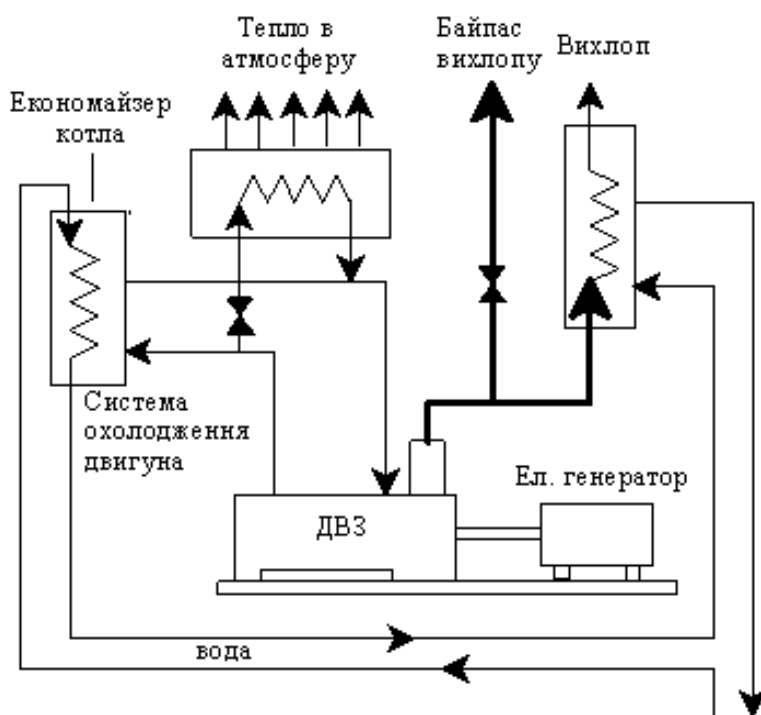 Тепло в
атмосферу
Байпас
вихлопу
Вихлоп
Економайзер
котла
Система
охолодження
двигуна
Ел. генератор
ДВЗ
вода